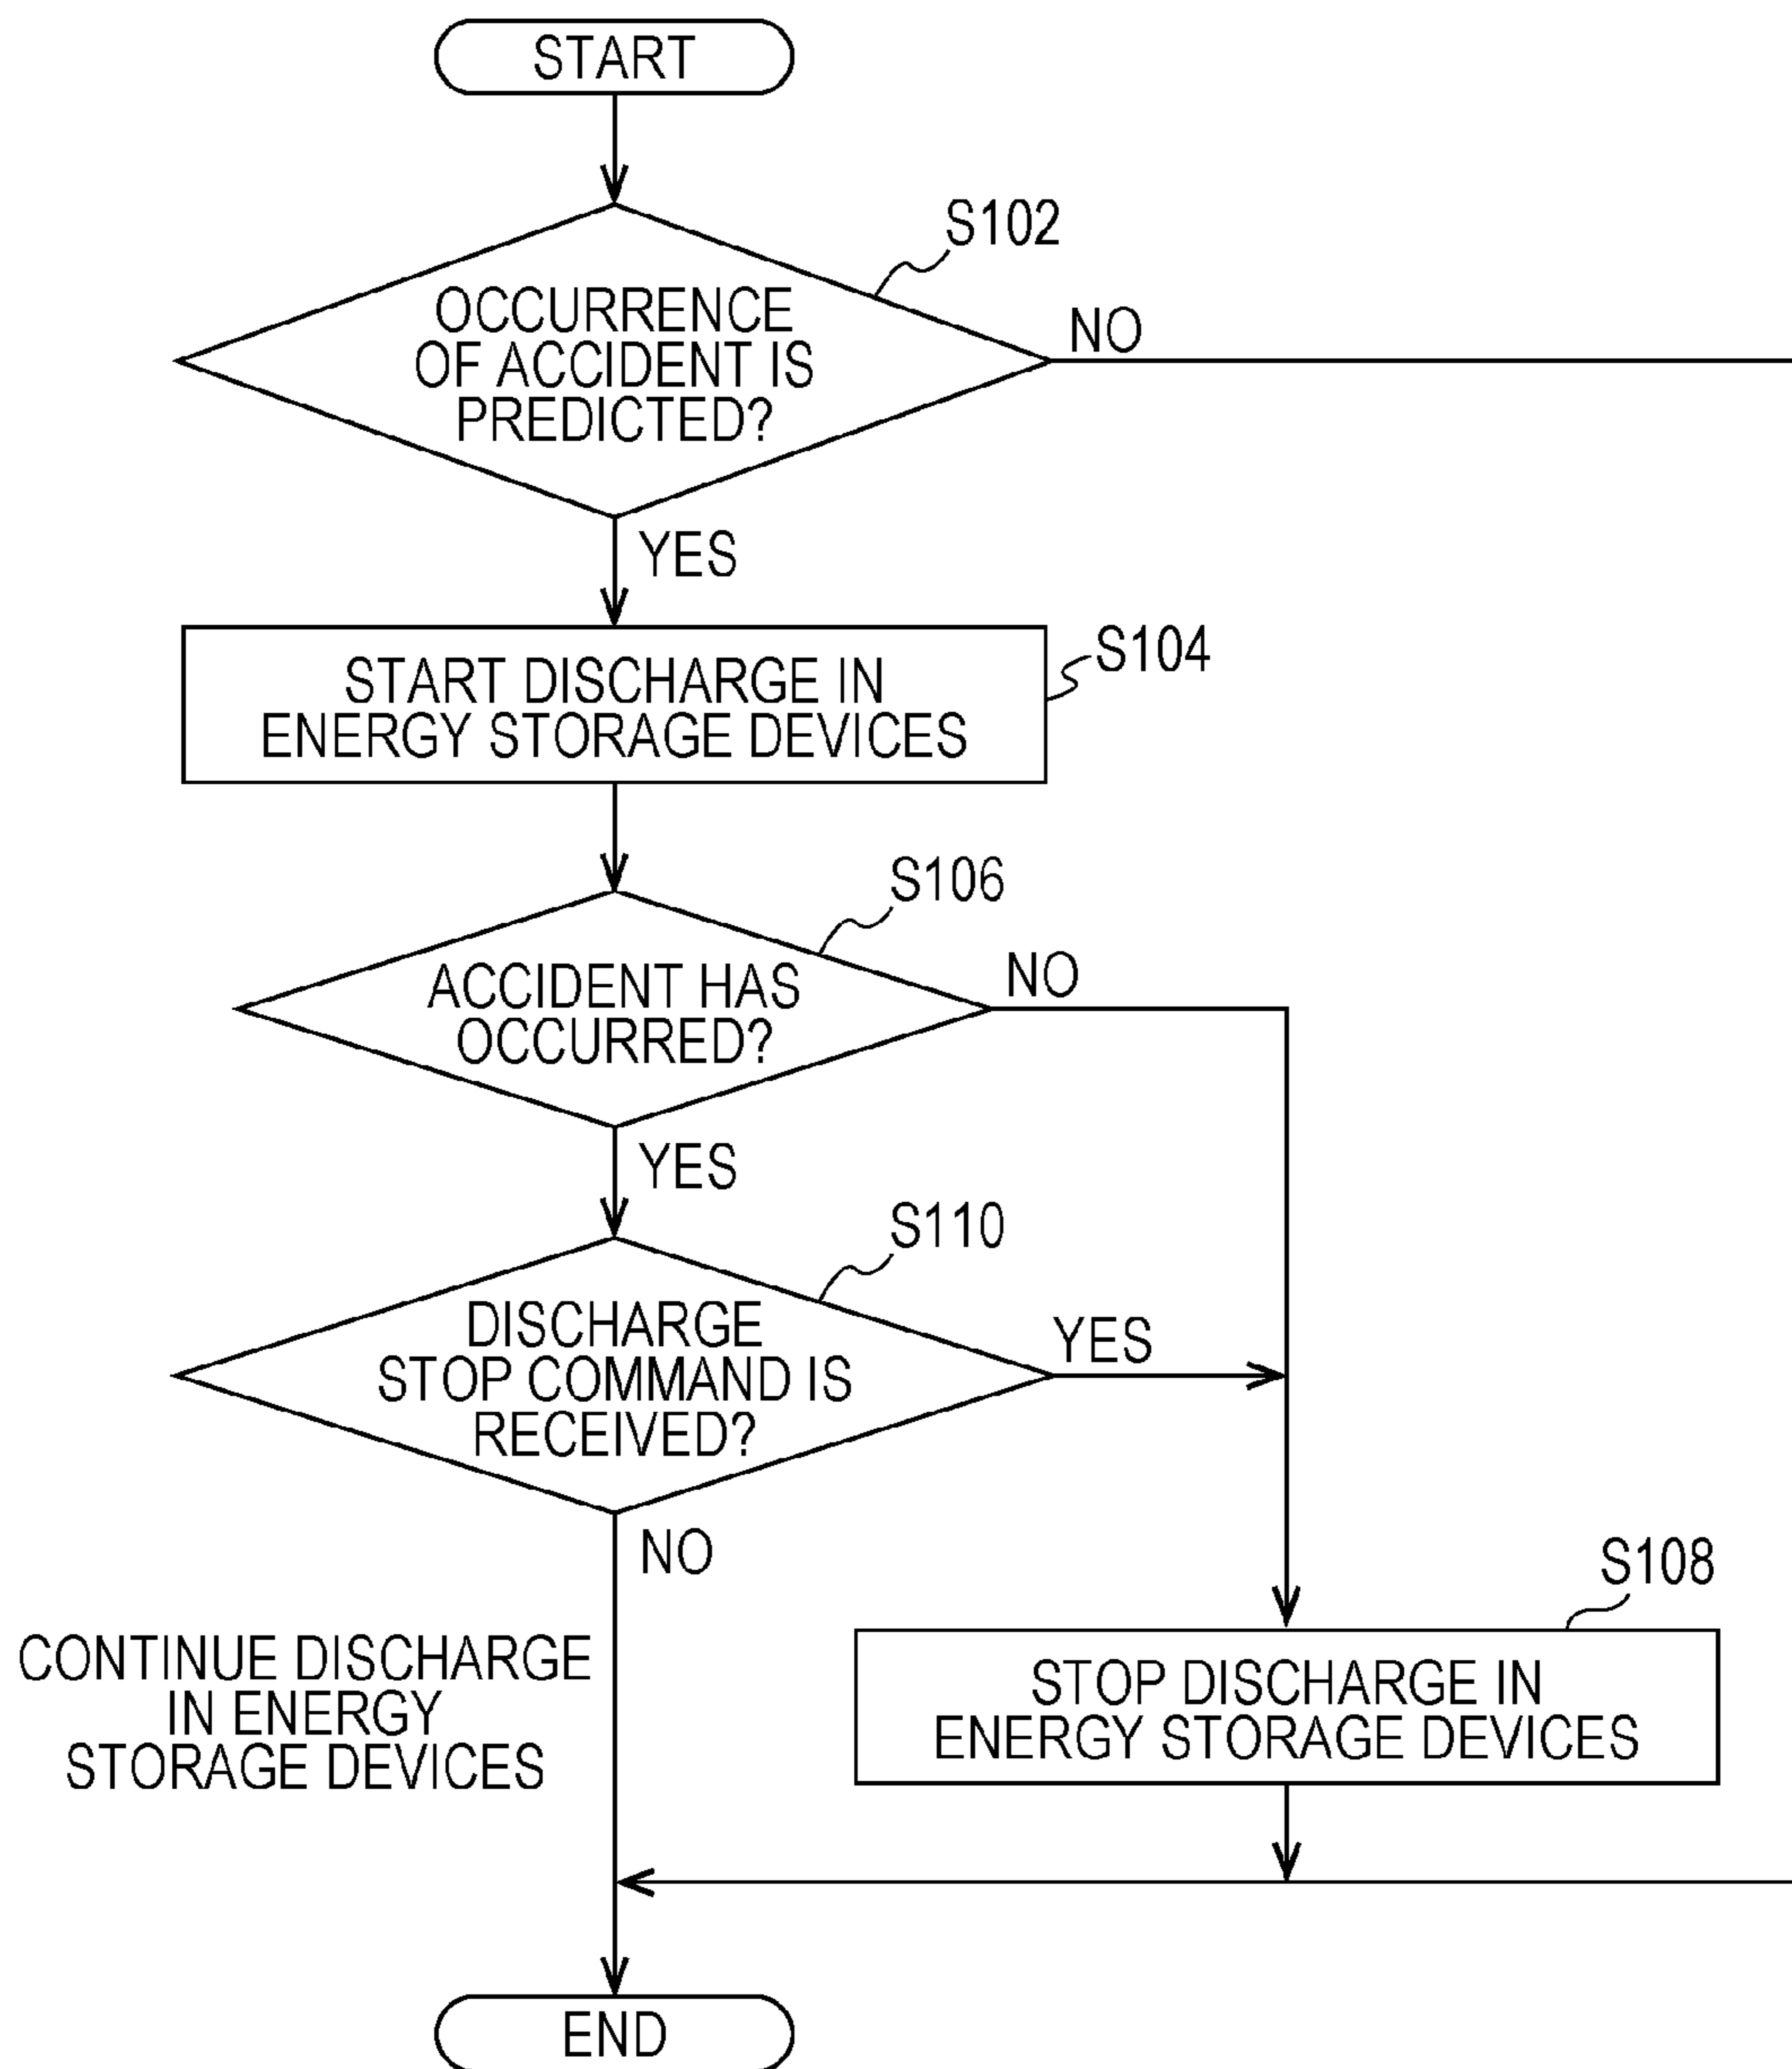 START
S102
OCCURRENCE
OF ACCIDENT IS
PREDICTED?
NO
YES
S104
START DISCHARGE IN
ENERGY STORAGE DEVICES
S106
ACCIDENT HAS
OCCURRED?
NO
YES
S110
DISCHARGE
STOP COMMAND IS
RECEIVED?
YES
NO
S108
CONTINUE DISCHARGE
IN ENERGY
STORAGE DEVICES
STOP DISCHARGE IN
ENERGY STORAGE DEVICES
END